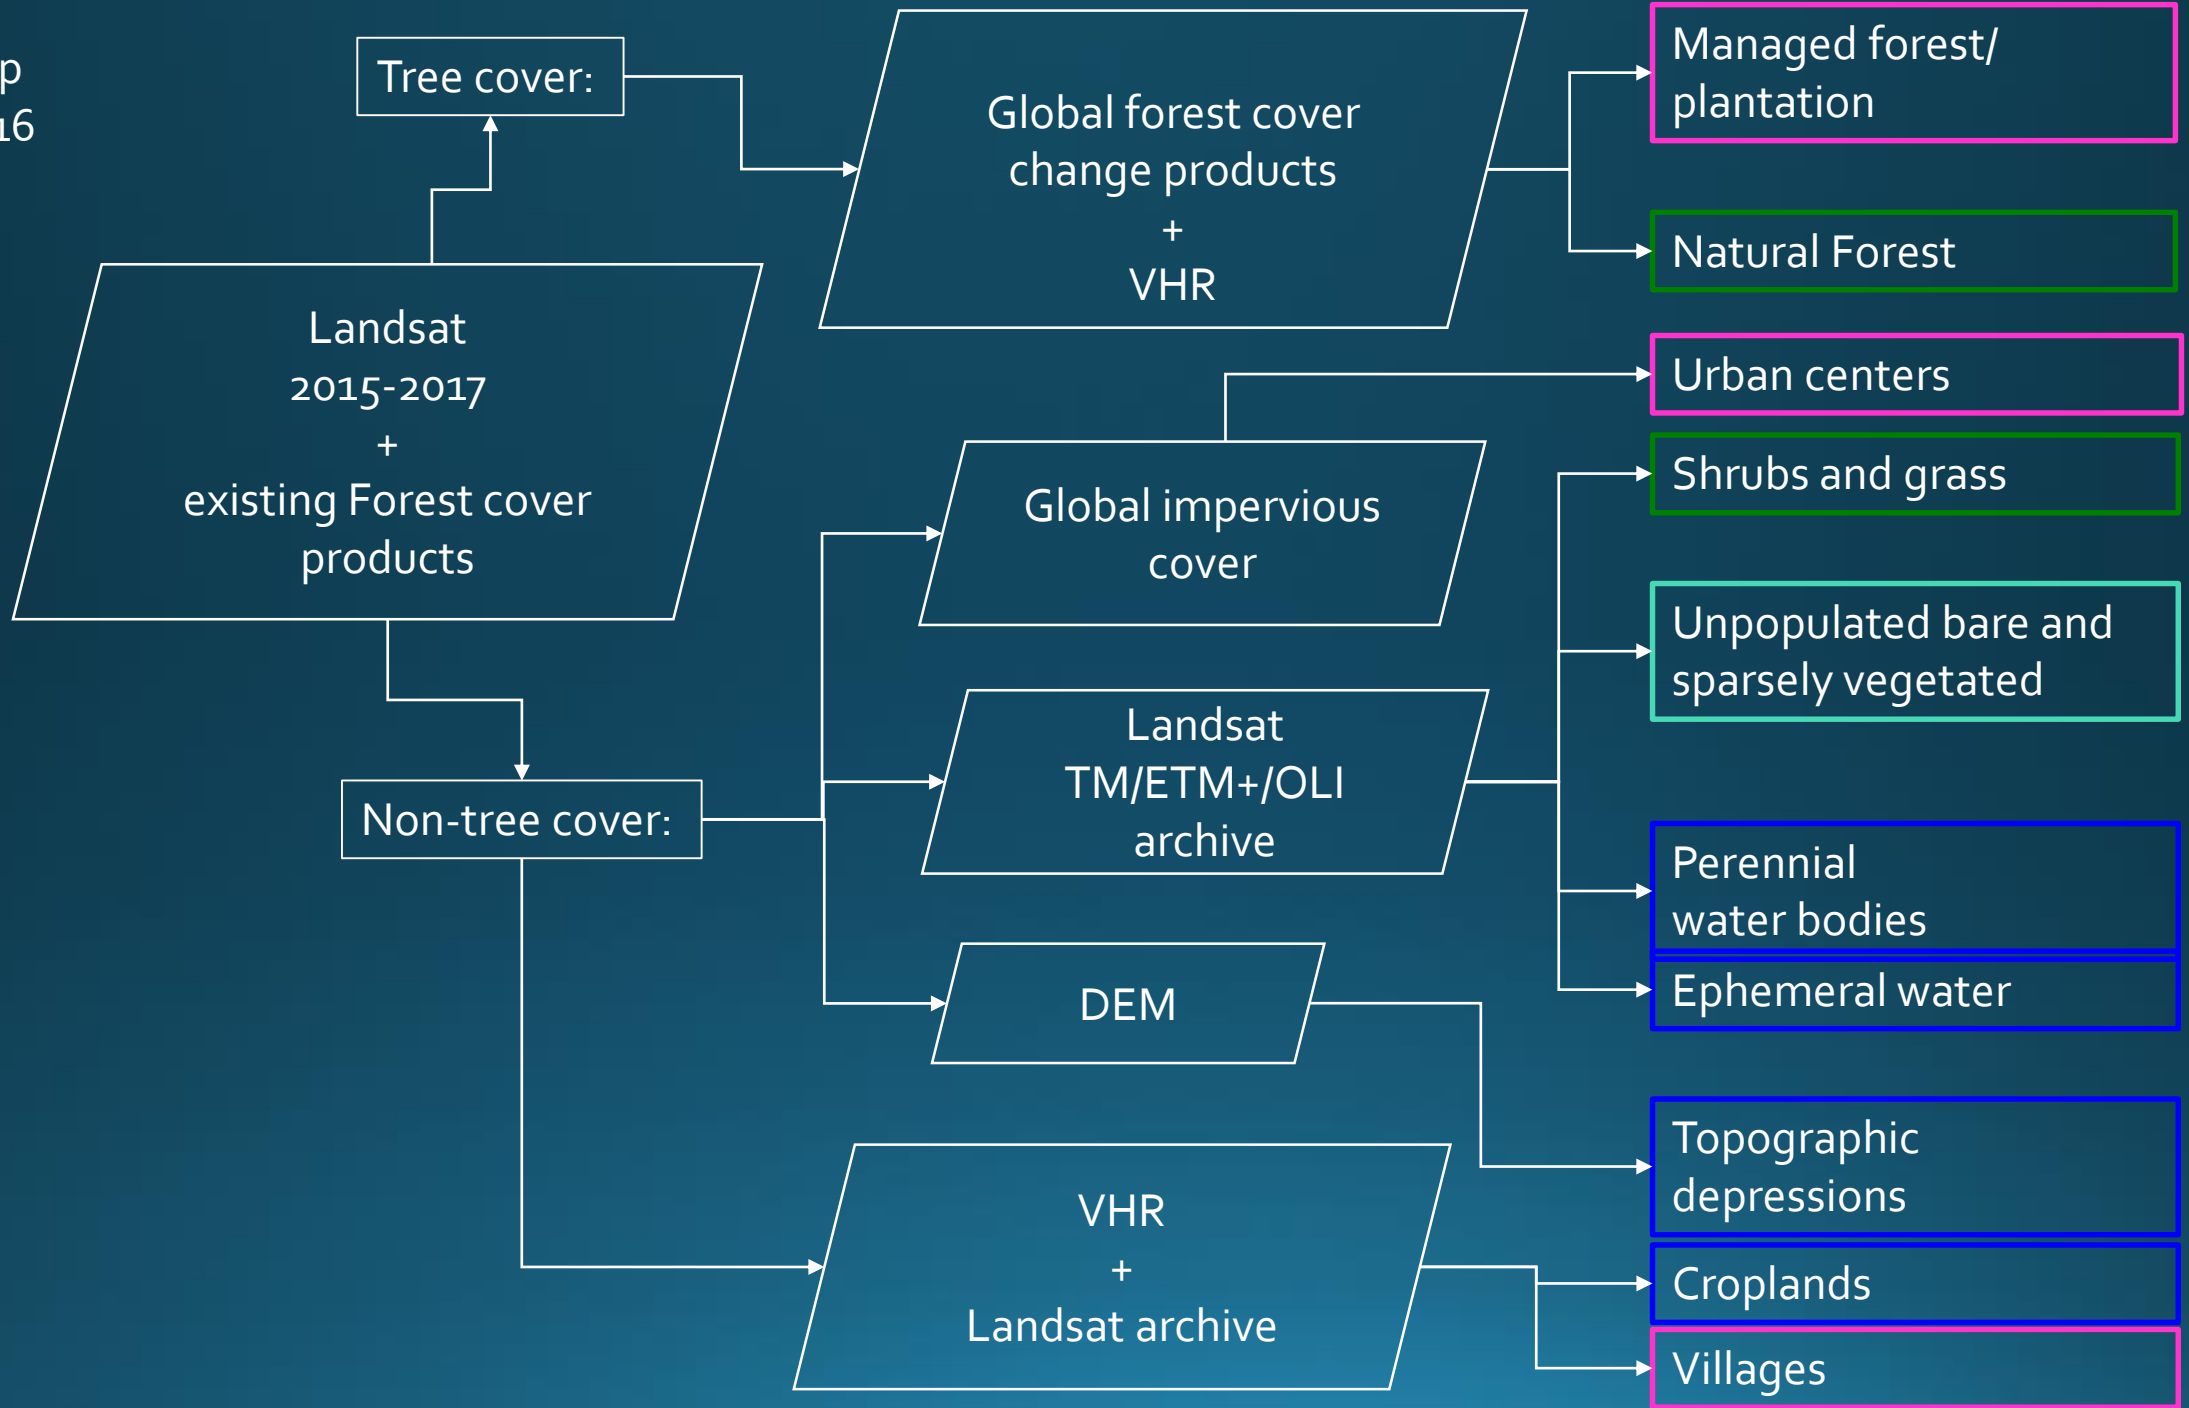 p
16
Tree cover:
Global forest cover
change products
+
VHR
Managed forest/
plantation
Natural Forest
Landsat
2015-2017
+
existing Forest cover
products
Urban centers
Global impervious
cover
Shrubs and grass
Unpopulated bare and
sparsely vegetated
Landsat
TM/ETM+/OLI
archive
Non-tree cover:
Perennial
water bodies
Ephemeral water
DEM
Topographic
depressions
VHR
+
Landsat archive
Croplands
Villages